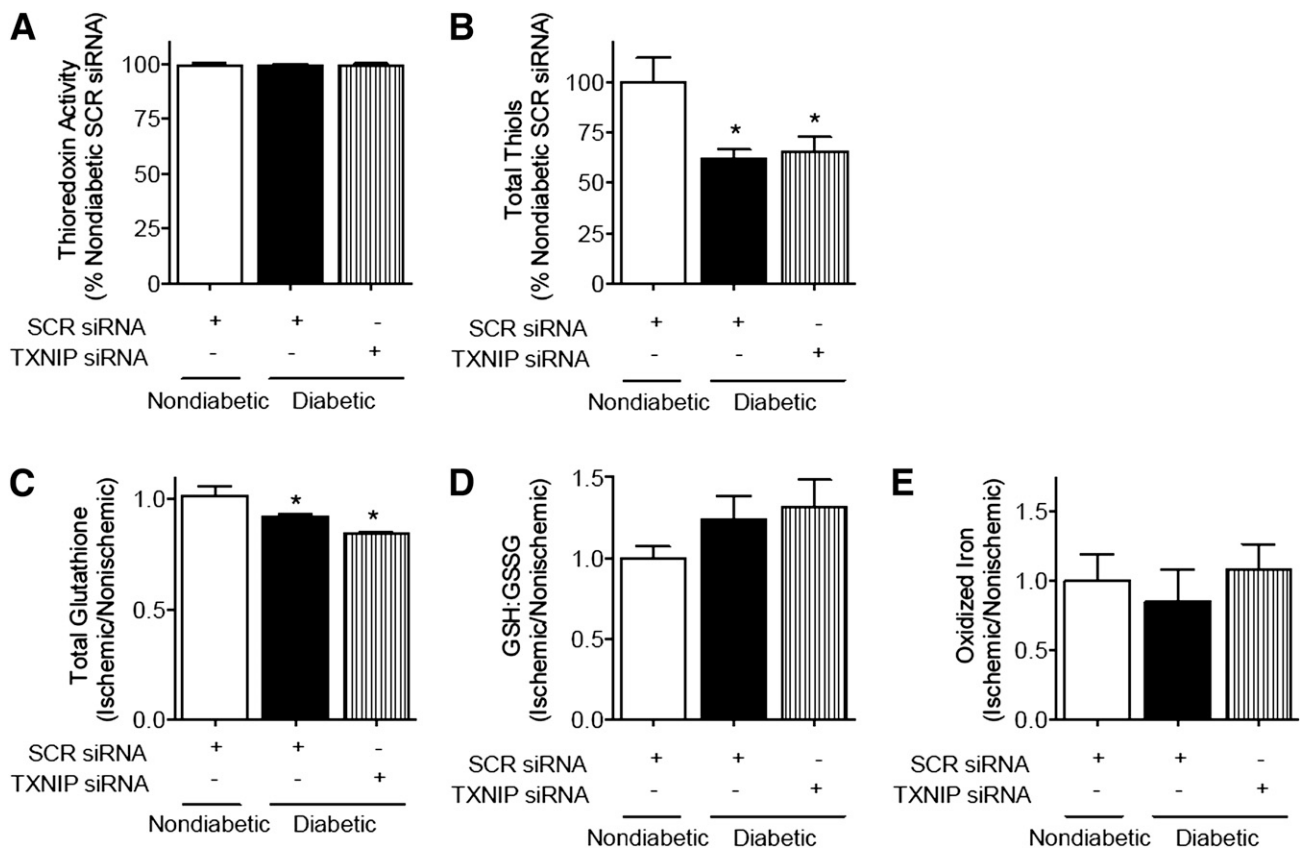 A
Thioredoxin Activity
(% Nondiabetic SCR siRNA)
100
75
50
25
0
SCR siRNA + + -
TXNIP siRNA - - +
Nondiabetic Diabetic
B
Total Thiols
(% Nondiabetic SCR siRNA)
100
75
50
25
0
* *
SCR siRNA + + -
TXNIP siRNA - - +
Nondiabetic Diabetic
C
Total Glutathione
(Ischemic/Nonischemic)
1.0
0.5
0.0
* *
SCR siRNA + + -
TXNIP siRNA - - +
Nondiabetic Diabetic
D
GSH:GSSG
(Ischemic/Nonischemic)
1.5
1.0
0.5
0.0
SCR siRNA + + -
TXNIP siRNA - - +
Nondiabetic Diabetic
E
Oxidized Iron
(Ischemic/Nonischemic)
1.5
1.0
0.5
0.0
SCR siRNA + + -
TXNIP siRNA - - +
Nondiabetic Diabetic